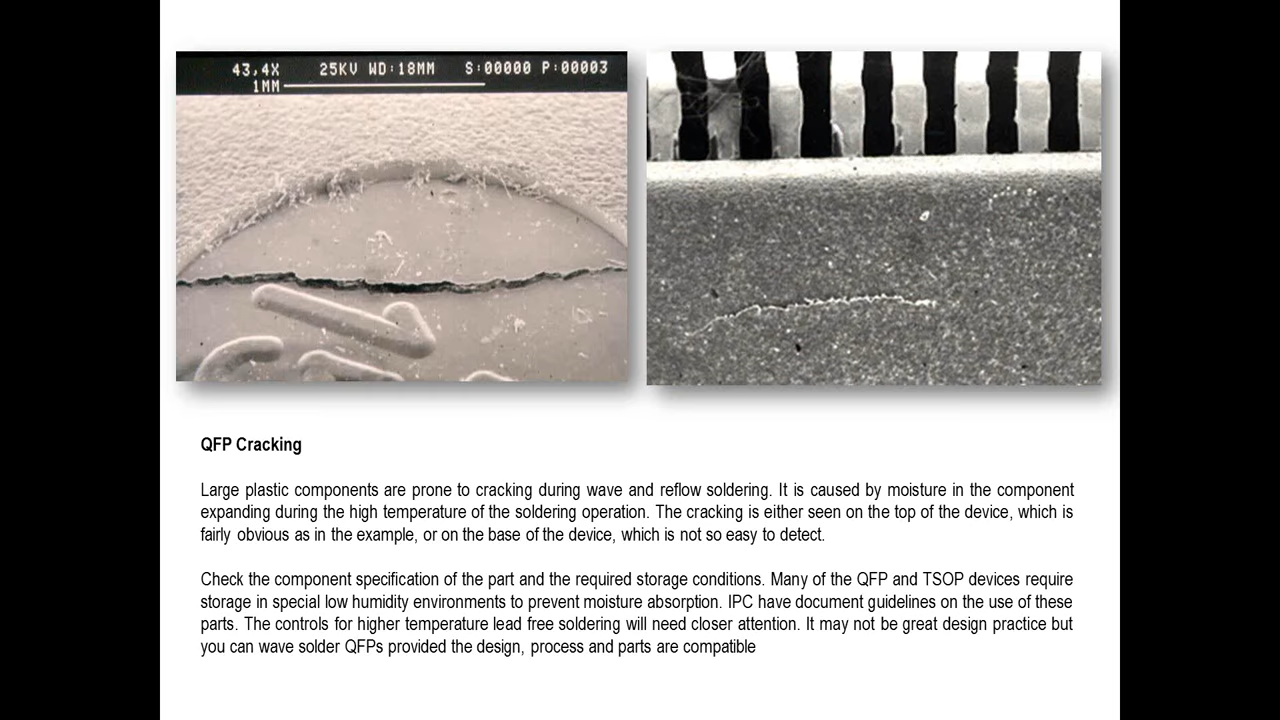 43,4X 25KV WD:18MM S:00000 P:00003
1MM
QFP Cracking
Large plastic components are prone to cracking during wave and reflow soldering. It is caused by moisture in the component
expanding during the high temperature of the soldering operation. The cracking is either seen on the top of the device, which is
fairly obvious as in the example, or on the base of the device, which is not so easy to detect.
Check the component specification of the part and the required storage conditions. Many of the QFP and TSOP devices require
storage in special low humidity environments to prevent moisture absorption. IPC have document guidelines on the use of these
parts. The controls for higher temperature lead free soldering will need closer attention. It may not be great design practice but
you can wave solder QFPs provided the design, process and parts are compatible